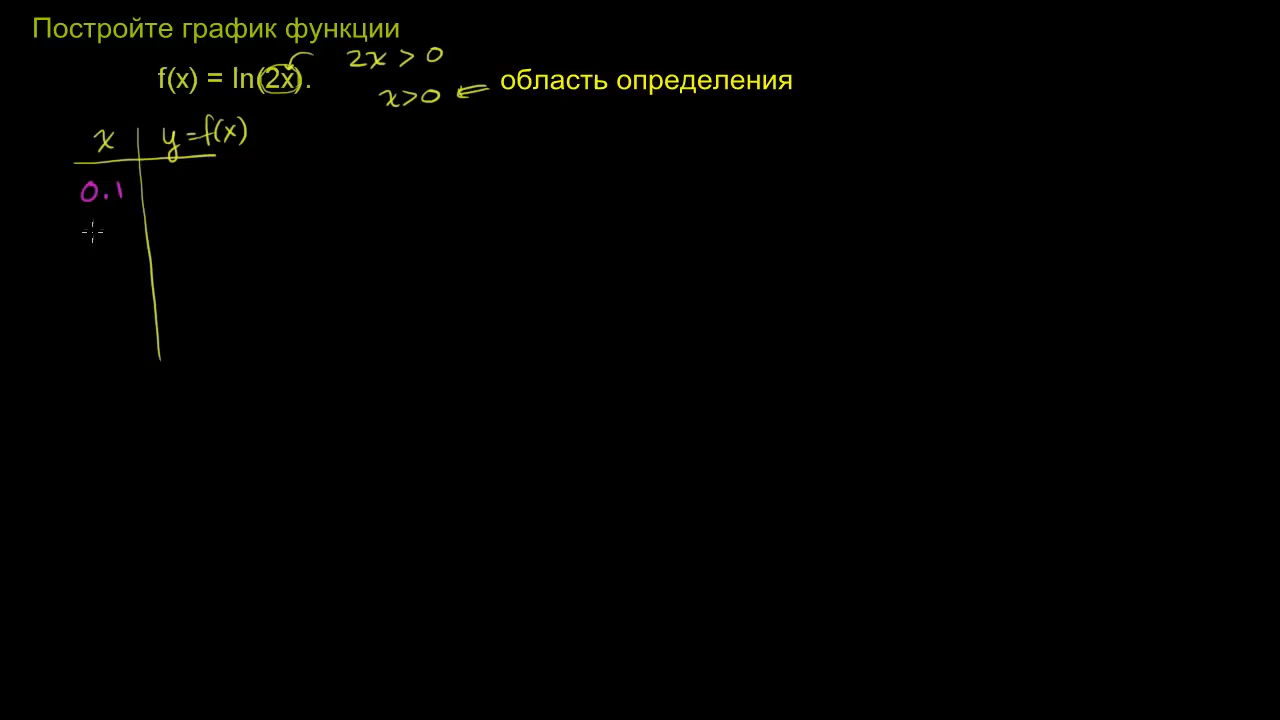 Постройте график функции
f(x) = ln(2x).
2x > 0
x>0
область определения
x
y=f(x)
0.1